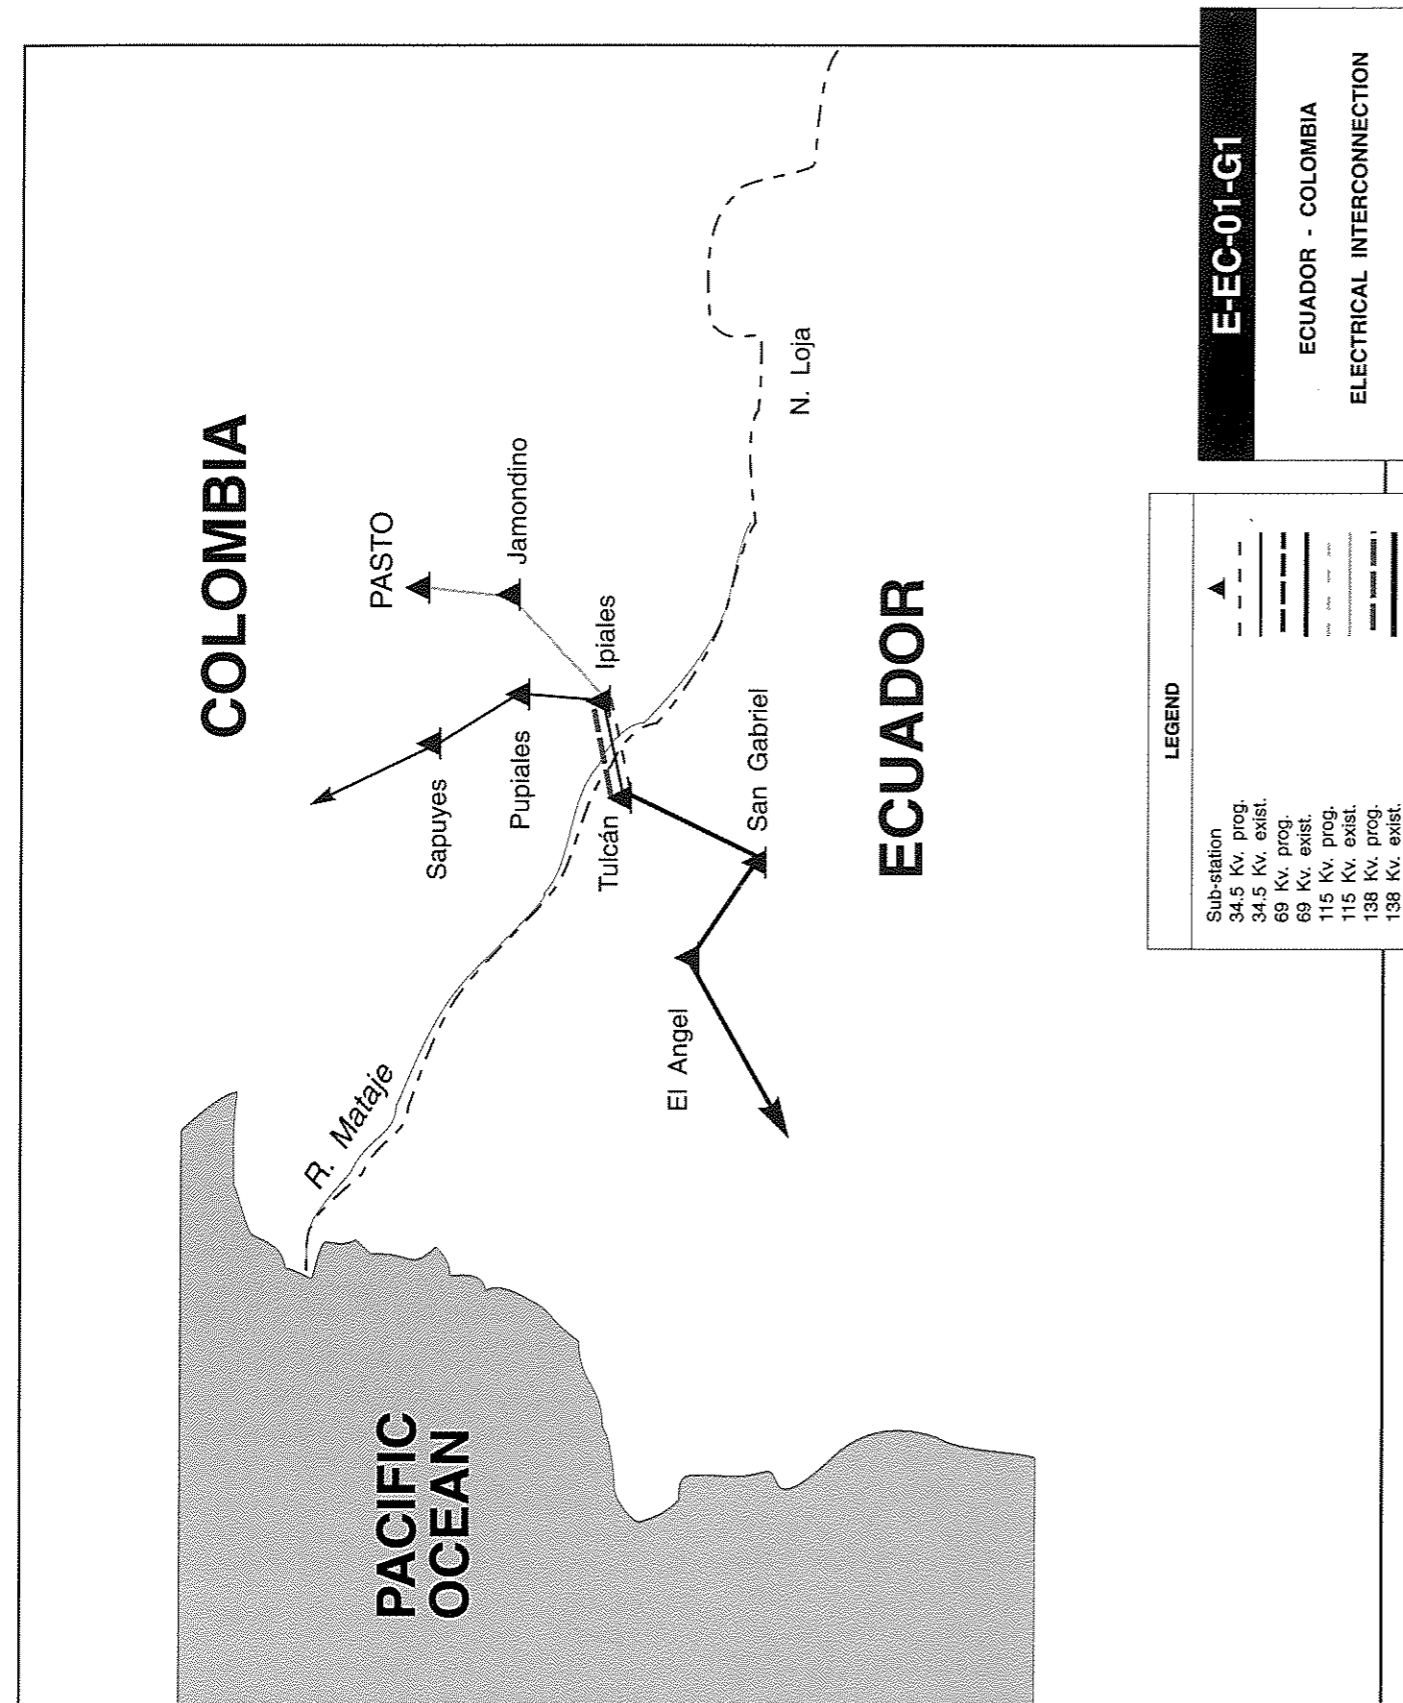 COLOMBIA
PASTO
Jamondino
Ipiales
Sapuyes
Pupiales
Tulcán
San Gabriel
El Angel
N. Loja
R. Mataje
ECUADOR
PACIFIC
OCEAN
LEGEND
Sub-station
34.5 Kv. prog.
34.5 Kv. exist.
69 Kv. prog.
69 Kv. exist.
115 Kv. prog.
115 Kv. exist.
138 Kv. prog.
138 Kv. exist.
E-EC-01-G1
ECUADOR - COLOMBIA
ELECTRICAL INTERCONNECTION